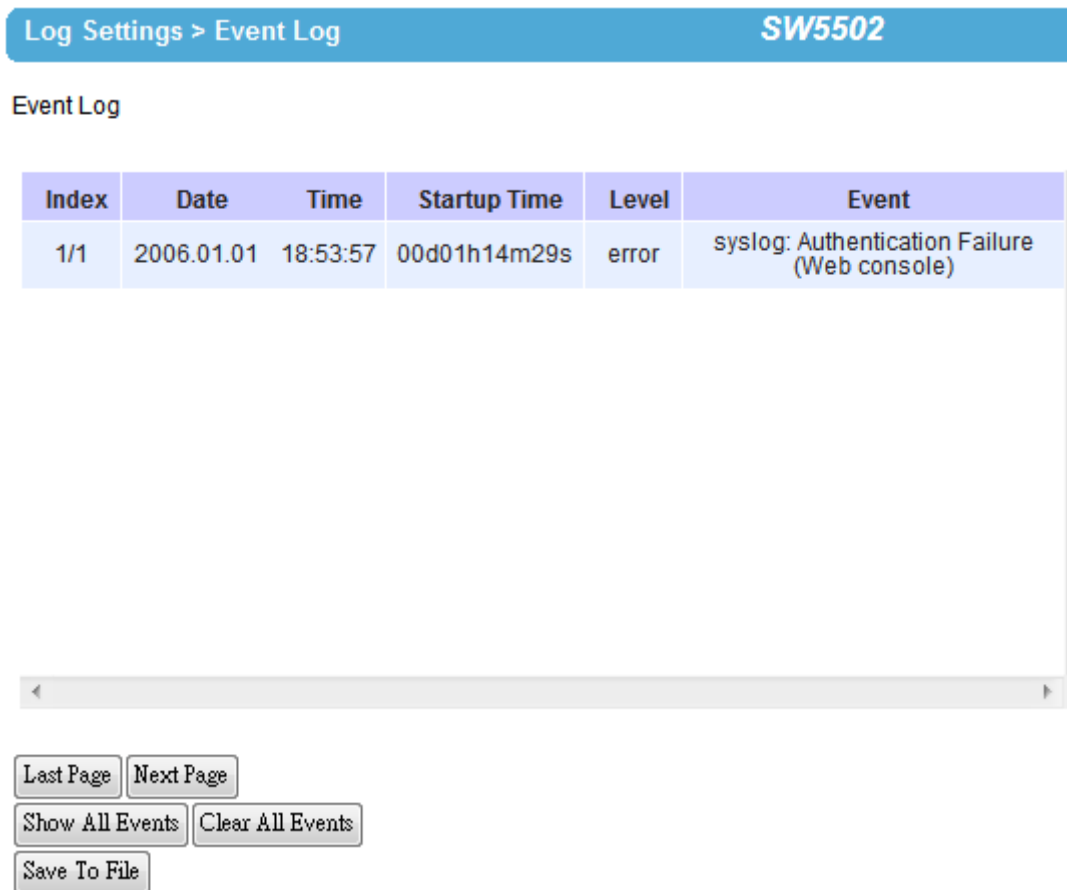 Log Settings > Event Log SW5502
Event Log
Index Date Time Startup Time Level Event
1/1 2006.01.01 18:53:57 00d01h14m29s error syslog: Authentication Failure
(Web console)
Last Page Next Page
Show All Events Clear All Events
Save To File